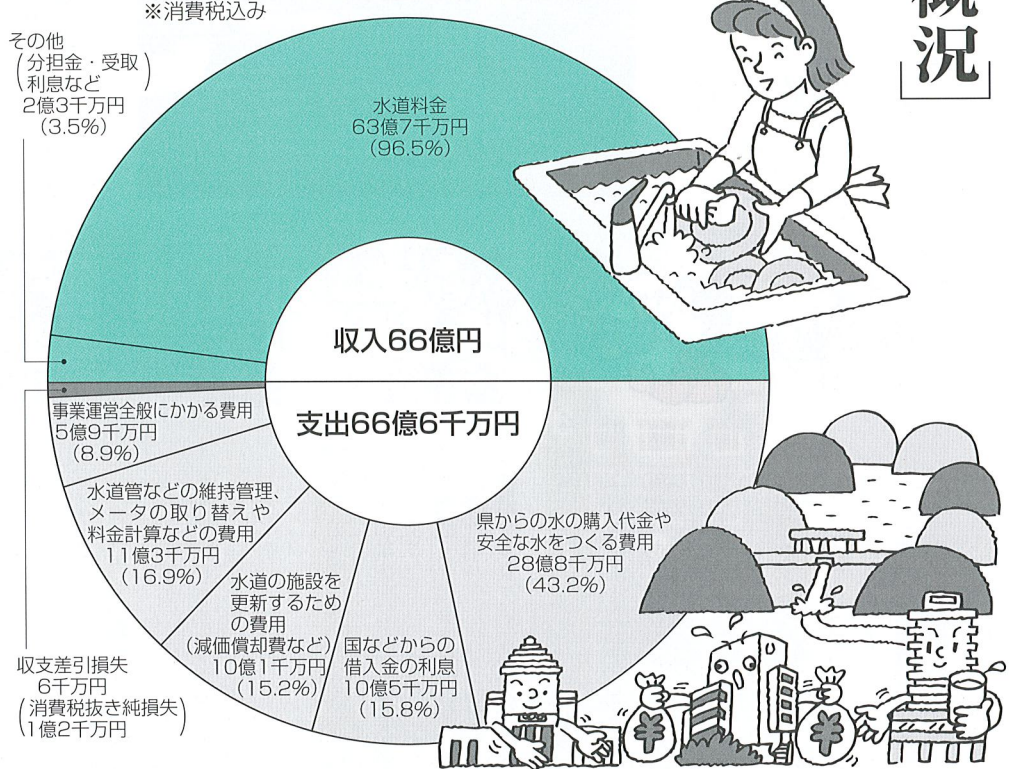 ※消費税込み
況
その他
(分担金・受取
利息など)
2億3千万円
(3.5%)
水道料金
63億7千万円
(96.5%)
収入66億円
支出66億6千万円
事業運営全般にかかる費用
5億9千万円
(8.9%)
水道管などの維持管理、
メータの取り替えや
料金計算などの費用
11億3千万円
(16.9%)
水道の施設を
更新するため
の費用
(減価償却費など)
10億1千万円
(15.2%)
国などからの
借入金の利息
10億5千万円
(15.8%)
県からの水の購入代金や
安全な水をつくる費用
28億8千万円
(43.2%)
収支差引損失
6千万円
(消費税抜き純損失
1億2千万円)
¥
¥